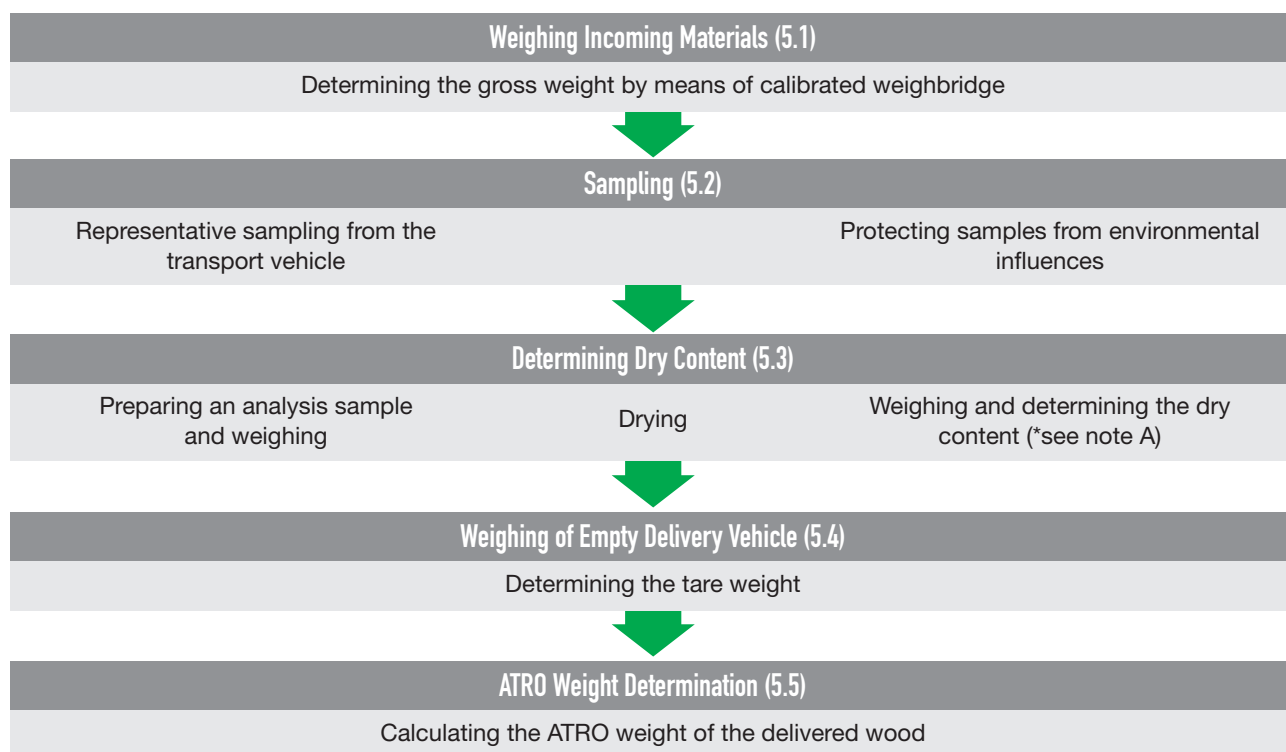 Weighing Incoming Materials (5.1)
Determining the gross weight by means of calibrated weighbridge
Sampling (5.2)
Representative sampling from the
transport vehicle
Protecting samples from environmental
influences
Determining Dry Content (5.3)
Preparing an analysis sample
and weighing
Drying
Weighing and determining the dry
content (*see note A)
Weighing of Empty Delivery Vehicle (5.4)
Determining the tare weight
ATRO Weight Determination (5.5)
Calculating the ATRO weight of the delivered wood